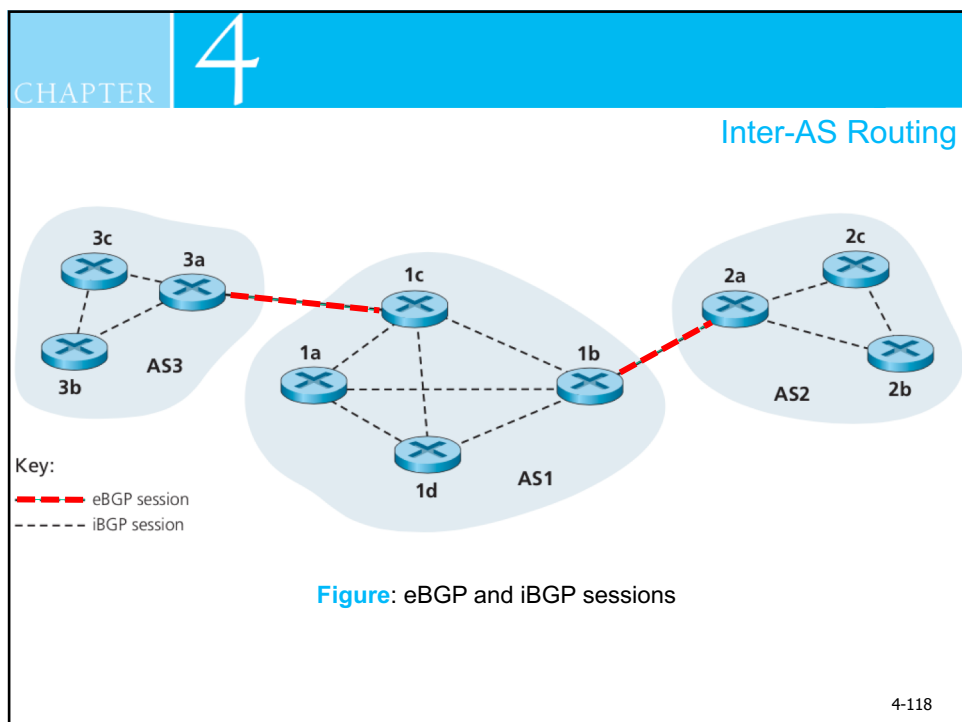 CHAPTER 4
Inter-AS Routing
3c
3a
3b
AS3
1c
1a
1b
1d
AS1
2a
2c
2b
AS2
Key:
eBGP session
iBGP session
Figure: eBGP and iBGP sessions
4-118